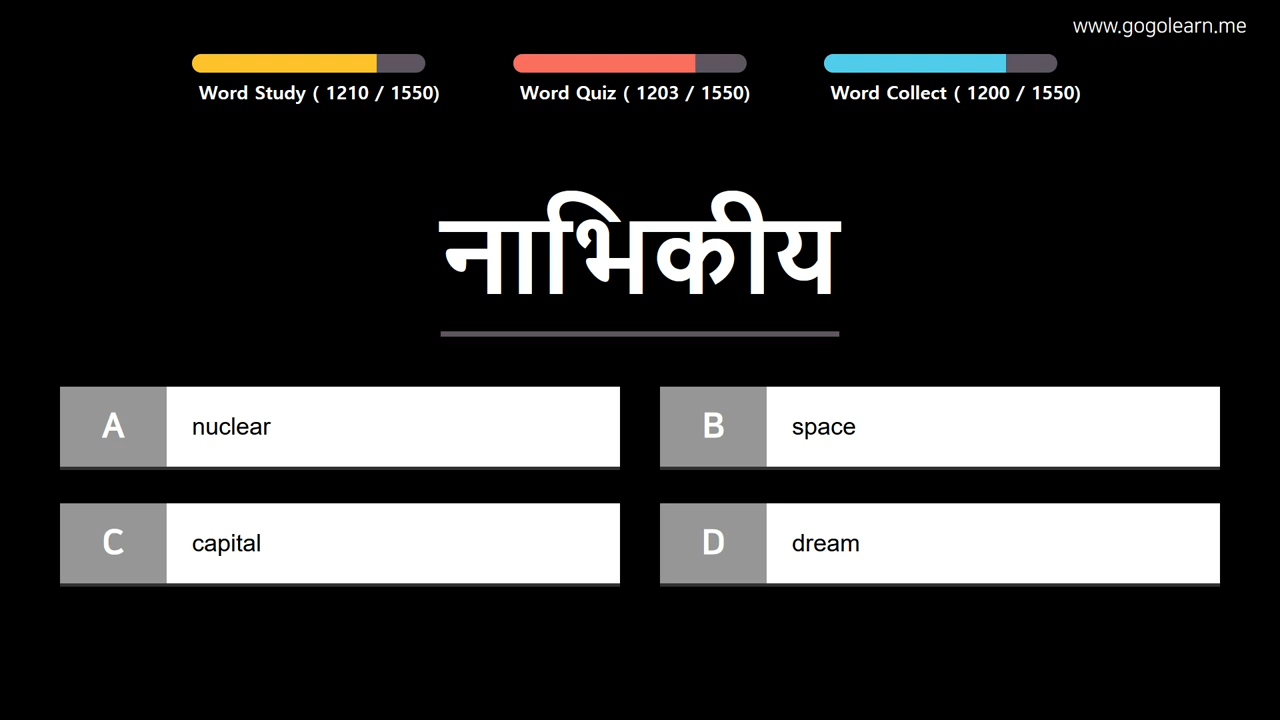 www.gogolearn.me
Word Study ( 1210 / 1550)
Word Quiz ( 1203 / 1550)
Word Collect ( 1200 / 1550)
नाभिकीय
A nuclear
B space
C capital
D dream